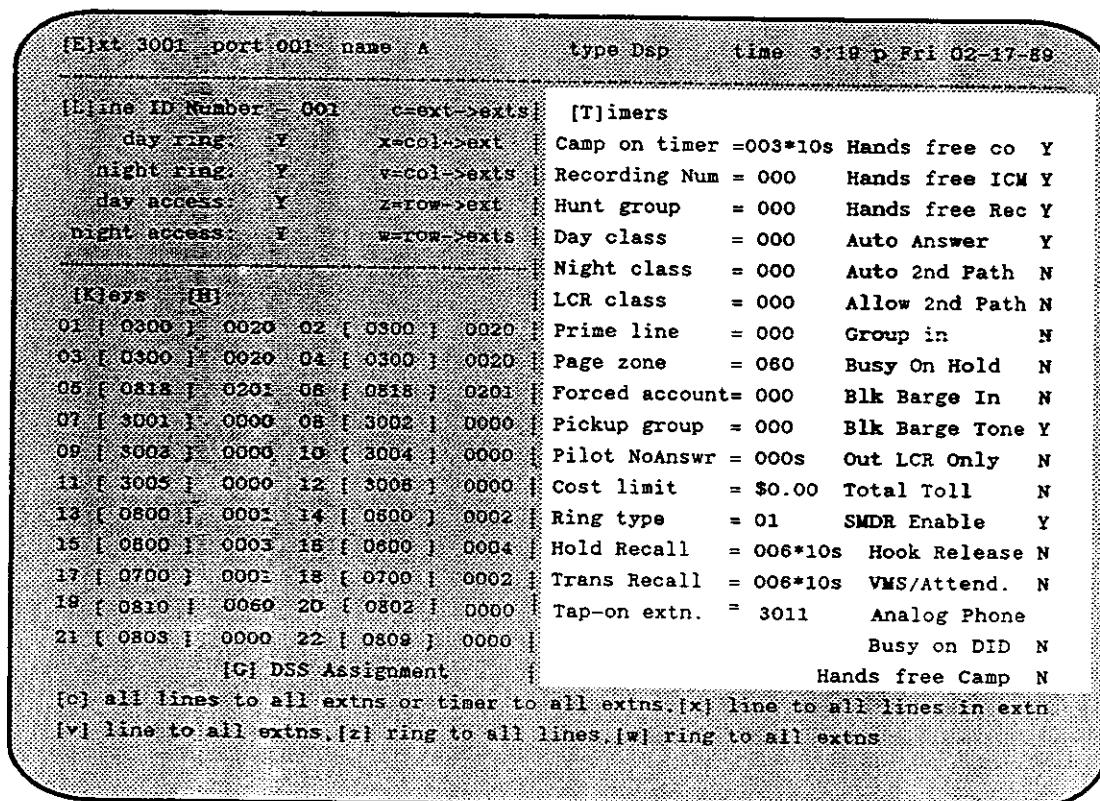 [E]xt 3001 port 001 name A type Dsp time 3:19 p Fri 02-17-89
[L]ine ID Number - 001 c=ext->exts
day ring: Y x=col->ext
night ring: Y v=col->exts
day access: Y z=row->ext
night access: Y w=row->exts
[K]eys [H]
01 [ 0300 ] 0020 02 [ 0300 ] 0020
03 [ 0300 ] 0020 04 [ 0300 ] 0020
05 [ 0818 ] 0201 06 [ 0818 ] 0201
07 [ 3001 ] 0000 08 [ 3002 ] 0000
09 [ 3003 ] 0000 10 [ 3004 ] 0000
11 [ 3005 ] 0000 12 [ 3006 ] 0000
13 [ 0600 ] 0001 14 [ 0600 ] 0002
15 [ 0600 ] 0003 16 [ 0600 ] 0004
17 [ 0700 ] 0001 18 [ 0700 ] 0002
19 [ 0810 ] 0060 20 [ 0802 ] 0000
21 [ 0803 ] 0000 22 [ 0809 ] 0000
[G] DSS Assignment
[T]imers
Camp on timer =003*10s Hands free co Y
Recording Num = 000 Hands free ICM Y
Hunt group = 000 Hands free Rec Y
Day class = 000 Auto Answer Y
Night class = 000 Auto 2nd Path N
LCR class = 000 Allow 2nd Path N
Prime line = 000 Group in N
Page zone = 060 Busy On Hold N
Forced account= 000 Blk Barge In N
Pickup group = 000 Blk Barge Tone Y
Pilot NoAnswr = 000s Out LCR Only N
Cost limit = $0.00 Total Toll N
Ring type = 01 SMDR Enable Y
Hold Recall = 006*10s Hook Release N
Trans Recall = 006*10s VMS/Attend. N
Tap-on extn. = 3011 Analog Phone
Busy on DID N
Hands free Camp N
[c] all lines to all extns or timer to all extns,[x] line to all lines in extn
[v] line to all extns,[z] ring to all lines,[w] ring to all extns